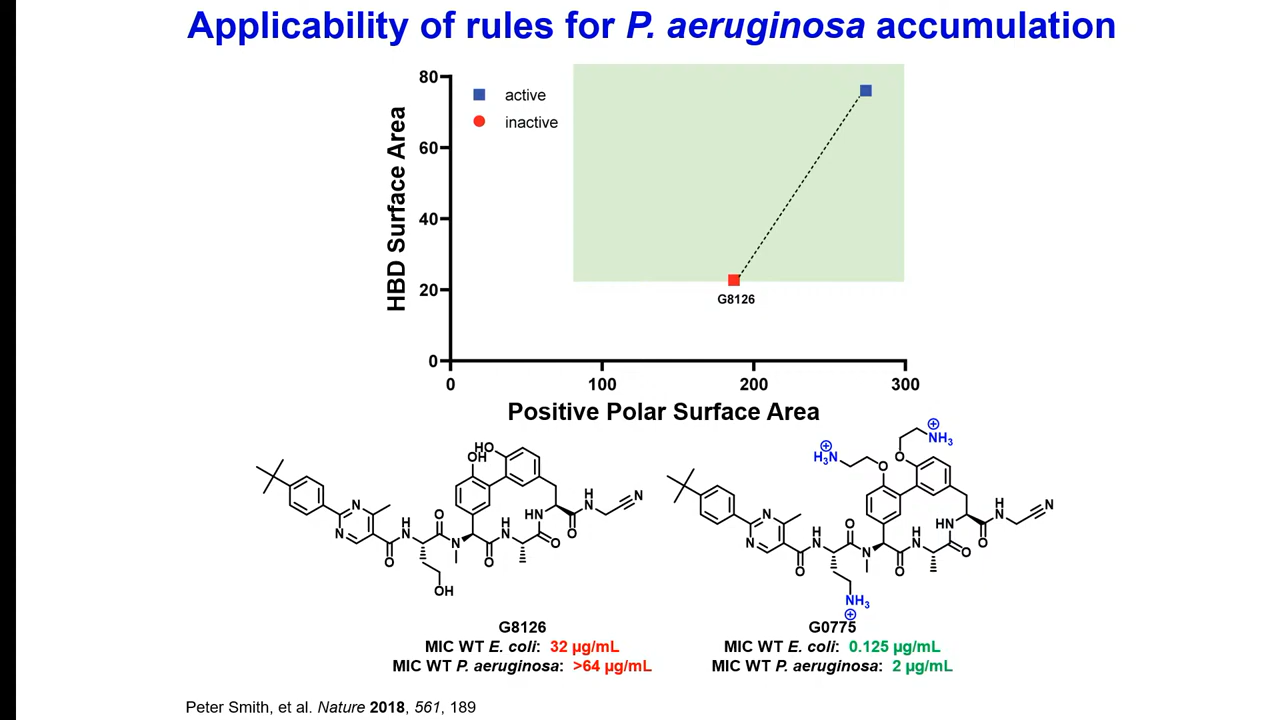 Applicability of rules for P. aeruginosa accumulation
80
60
40
20
0
HBD Surface Area
active
inactive
G8126
0
100
200
300
Positive Polar Surface Area
HO
OH
N
N
O
H
N
O
N
O
H
N
O
HN
O
H
N
N
OH
H₃N
⊕
O
O
NH₃
⊕
N
N
O
H
N
O
N
O
H
N
O
HN
O
H
N
N
NH₃
⊕
G8126
MIC WT E. coli: 32 µg/mL
MIC WT P. aeruginosa: >64 µg/mL
G0775
MIC WT E. coli: 0.125 µg/mL
MIC WT P. aeruginosa: 2 µg/mL
Peter Smith, et al. Nature 2018, 561, 189